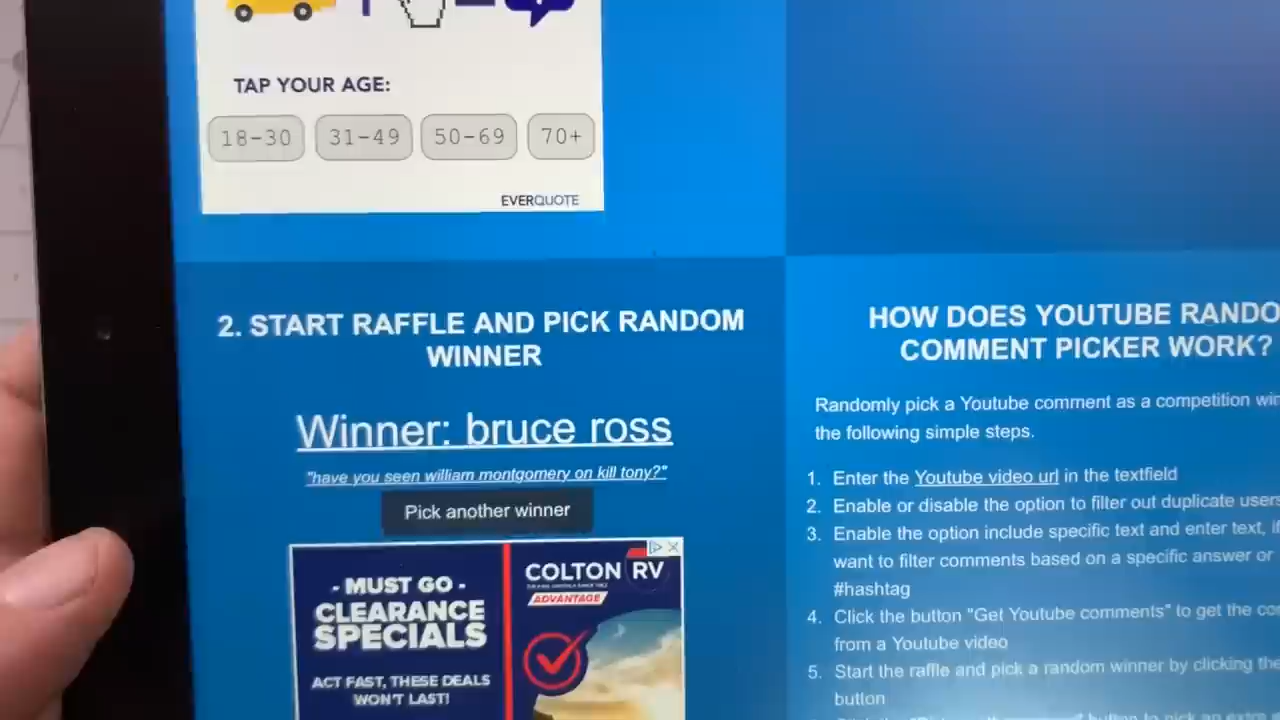 TAP YOUR AGE:
18-30 31-49 50-69 70+
EVERQUOTE
2. START RAFFLE AND PICK RANDOM
WINNER
Winner: bruce ross
"have you seen william montgomery on kill tony?"
Pick another winner
- MUST GO -
CLEARANCE
SPECIALS
ACT FAST, THESE DEALS
WON'T LAST!
COLTON RV
ADVANTAGE
HOW DOES YOUTUBE RANDO
COMMENT PICKER WORK?
Randomly pick a Youtube comment as a competition win
the following simple steps.
1. Enter the Youtube video url in the textfield
2. Enable or disable the option to filter out duplicate users
3. Enable the option include specific text and enter text, i
want to filter comments based on a specific answer or
#hashtag
4. Click the button "Get Youtube comments" to get the co
from a Youtube video
5. Start the raffle and pick a random winner by clicking the
button